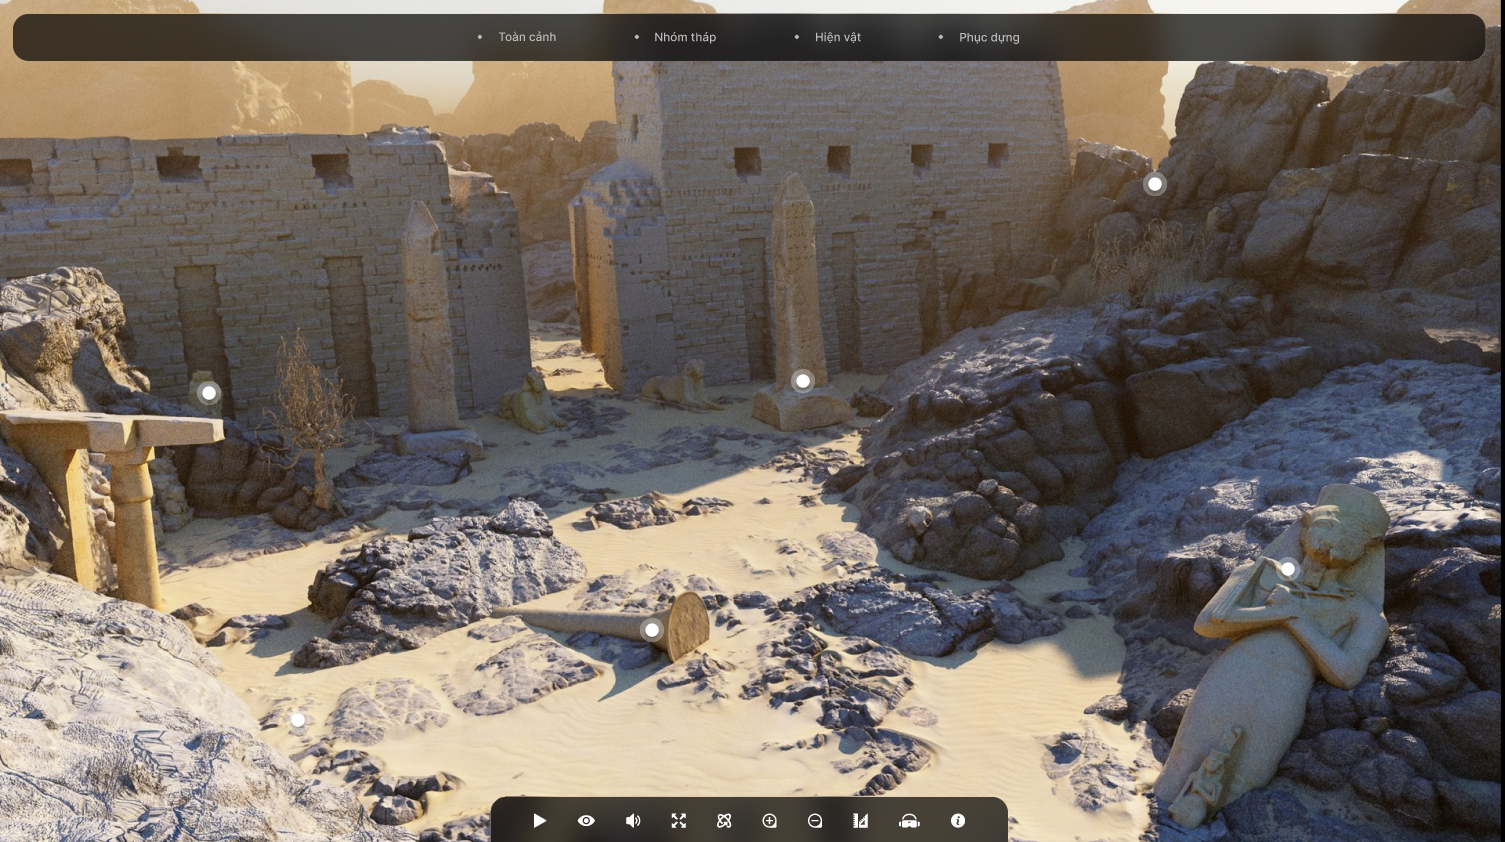 Toàn cảnh
Nhóm tháp
Hiện vật
Phục dựng